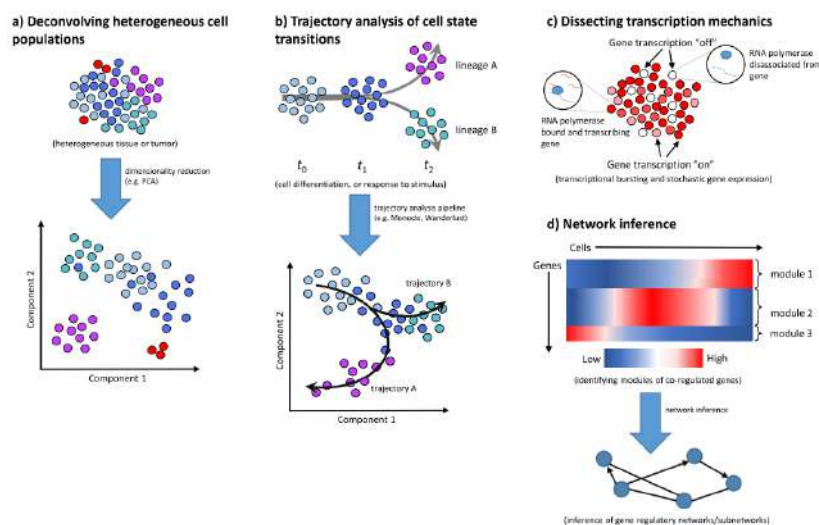 a) Deconvolving heterogeneous cell
populations
(heterogeneous tissue or tumor)
dimensionality reduction
(e.g. PCA)
Component 2
Component 1
b) Trajectory analysis of cell state
transitions
lineage A
lineage B
t0 t1 t2
(cell differentiation, or response to stimulus)
trajectory analysis pipeline
(e.g. Monocle, Wanderlust)
trajectory B
Component 2
trajectory A
Component 1
c) Dissecting transcription mechanics
Gene transcription "off"
RNA polymerase
disassociated from
gene
RNA polymerase
bound and transcribing
gene
Gene transcription "on"
(transcriptional bursting and stochastic gene expression)
d) Network inference
Cells
Genes
module 1
module 2
module 3
Low High
(identifying modules of co-regulated genes)
network inference
(inference of gene regulatory networks/subnetworks)